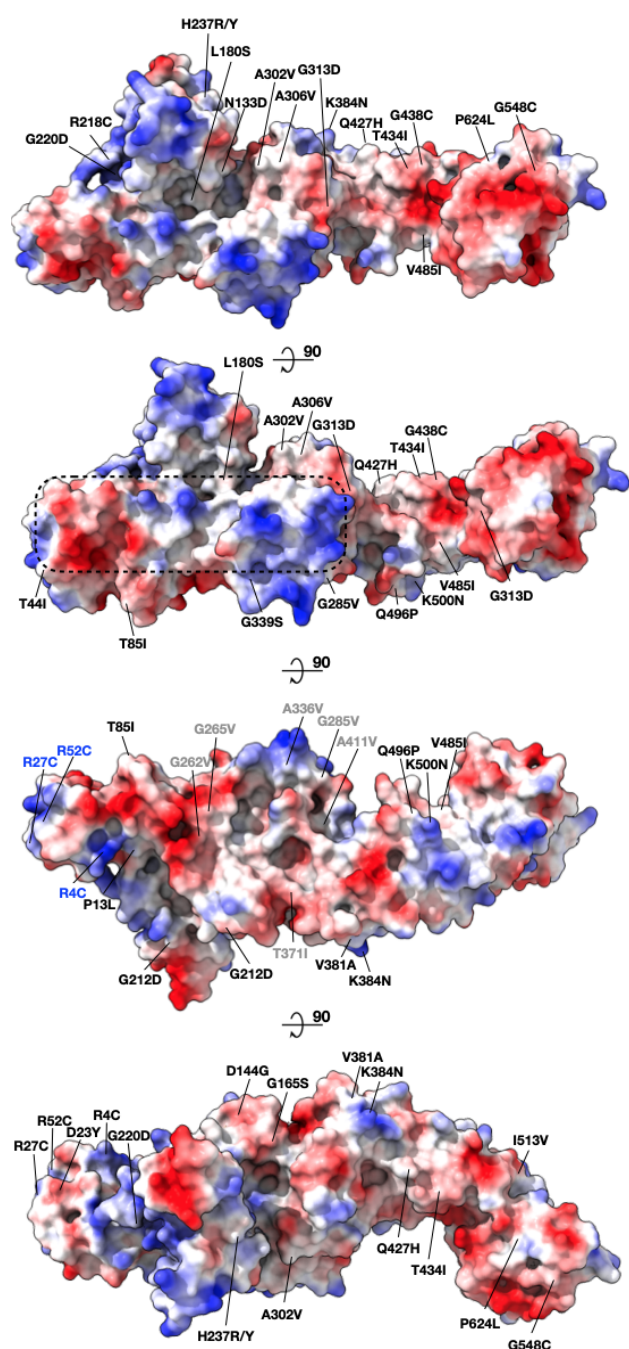 H237R/Y
L180S
A302V
G313D
N133D
A306V
K384N
R218C
Q427H
G438C
P624L
G548C
T434I
G220D
V485I
90
L180S
A306V
A302V
G313D
G438C
T434I
Q427H
T44I
T85I
G339S
G285V
Q496P
K500N
V485I
G313D
90
A336V
T85I
G265V
G285V
R27C
R52C
G262V
A411V
Q496P
V485I
K500N
R4C
P13L
G212D
G212D
T371I
V381A
K384N
90
V381A
D144G
K384N
G165S
R52C
R4C
R27C
D23Y
G220D
I513V
Q427H
T434I
A302V
H237R/Y
P624L
G548C